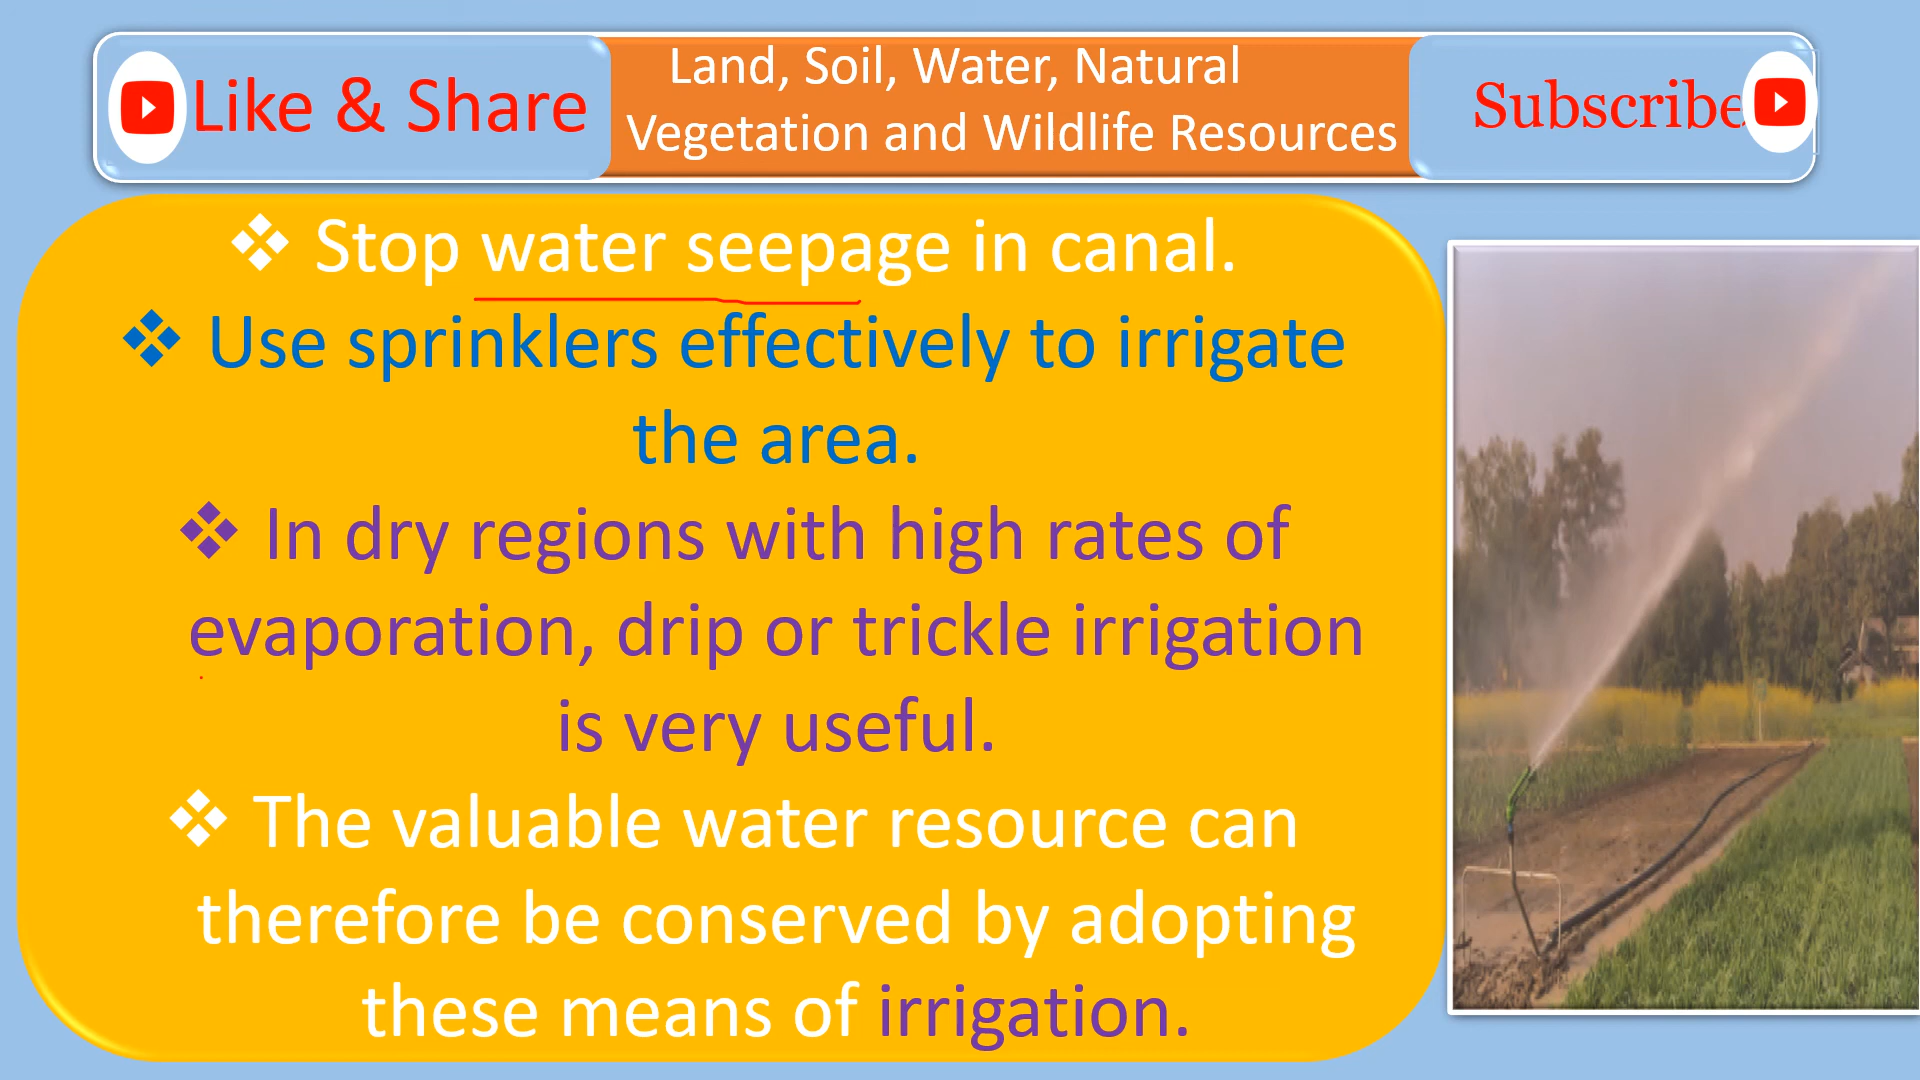 Like & Share
Land, Soil, Water, Natural
Vegetation and Wildlife Resources
Subscribe
❖ Stop water seepage in canal.
❖ Use sprinklers effectively to irrigate
the area.
❖ In dry regions with high rates of
evaporation, drip or trickle irrigation
is very useful.
❖ The valuable water resource can
therefore be conserved by adopting
these means of irrigation.